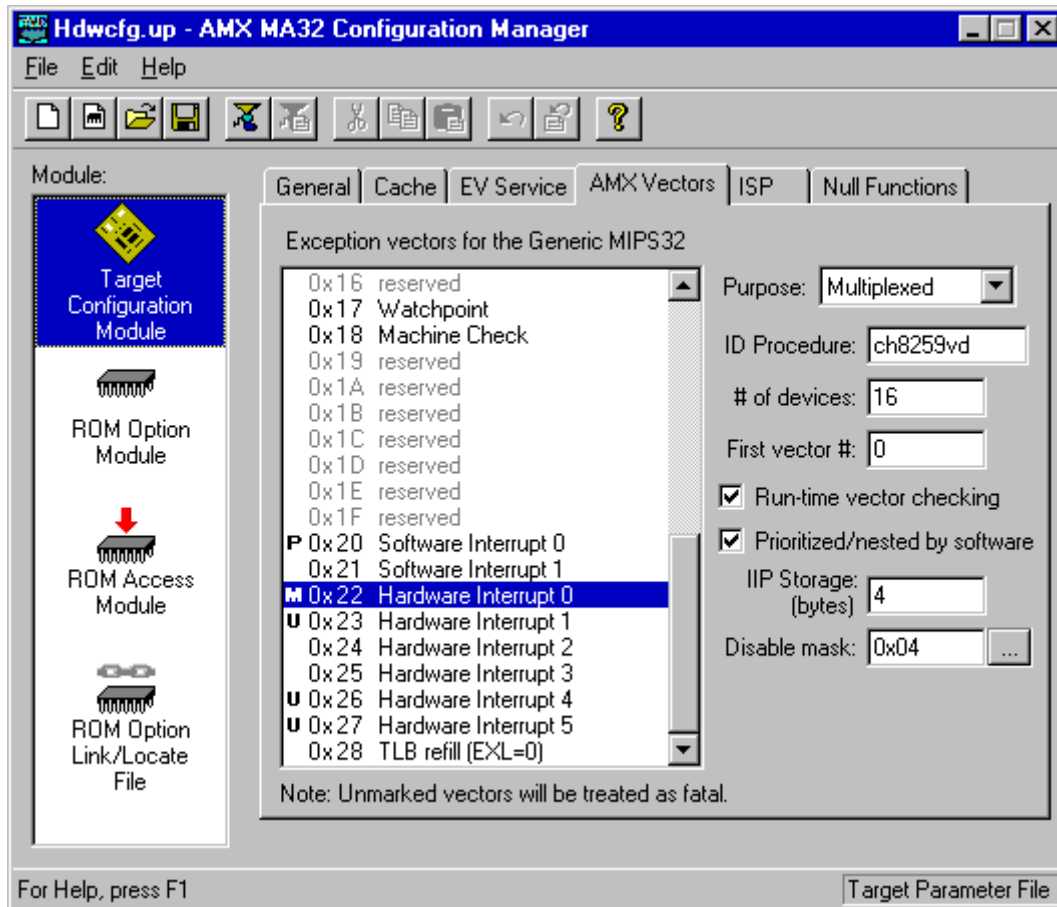 Hdwcfg.up - AMX MA32 Configuration Manager
File Edit Help
Module:
Target
Configuration
Module
ROM Option
Module
ROM Access
Module
ROM Option
Link/Locate
File
General Cache EV Service AMX Vectors ISP Null Functions
Exception vectors for the Generic MIPS32
0x16 reserved
0x17 Watchpoint
0x18 Machine Check
0x19 reserved
0x1A reserved
0x1B reserved
0x1C reserved
0x1D reserved
0x1E reserved
0x1F reserved
P 0x20 Software Interrupt 0
0x21 Software Interrupt 1
M 0x22 Hardware Interrupt 0
U 0x23 Hardware Interrupt 1
0x24 Hardware Interrupt 2
0x25 Hardware Interrupt 3
U 0x26 Hardware Interrupt 4
U 0x27 Hardware Interrupt 5
0x28 TLB refill (EXL=0)
Note: Unmarked vectors will be treated as fatal.
Purpose: Multiplexed
ID Procedure: ch8259vd
# of devices: 16
First vector #: 0
Run-time vector checking
Prioritized/nested by software
IIP Storage:
(bytes) 4
Disable mask: 0x04 ...
For Help, press F1
Target Parameter File